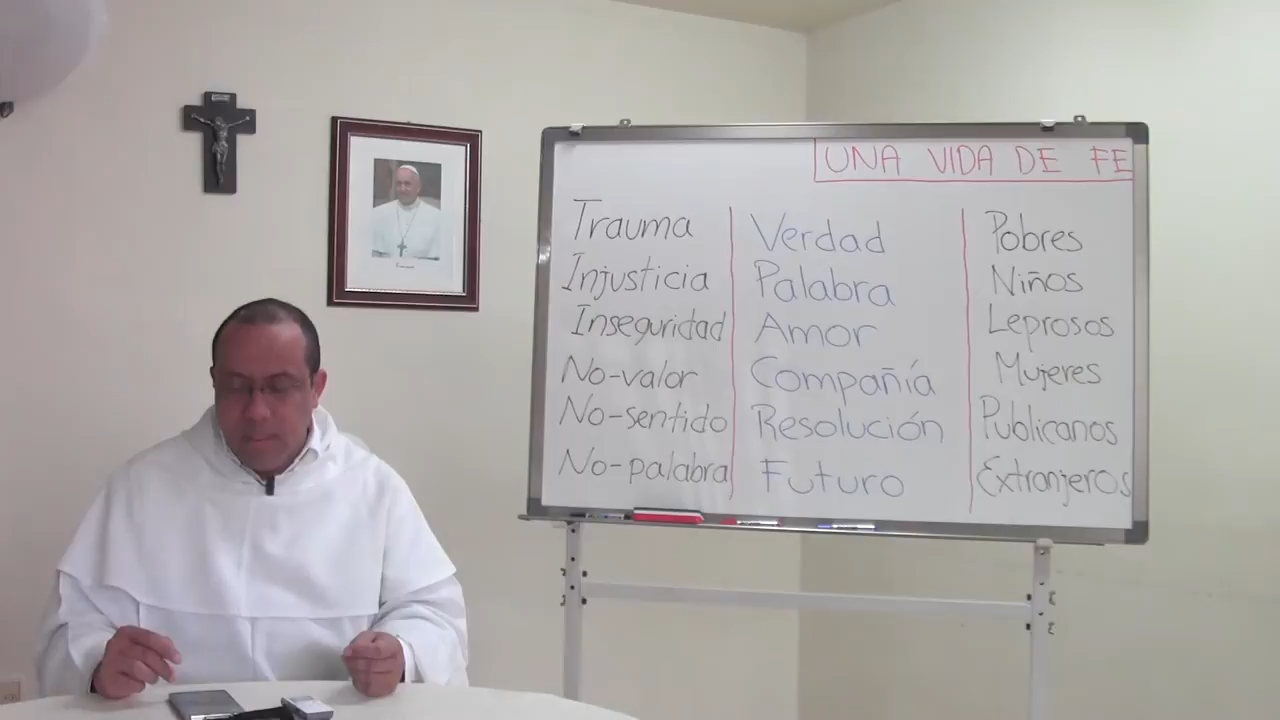 UNA VIDA DE FE
Trauma
Injusticia
Inseguridad
No-valor
No-sentido
No-palabra
Verdad
Palabra
Amor
Compañía
Resolución
Futuro
Pobres
Niños
Leprosos
Mujeres
Publicanos
Extranjeros